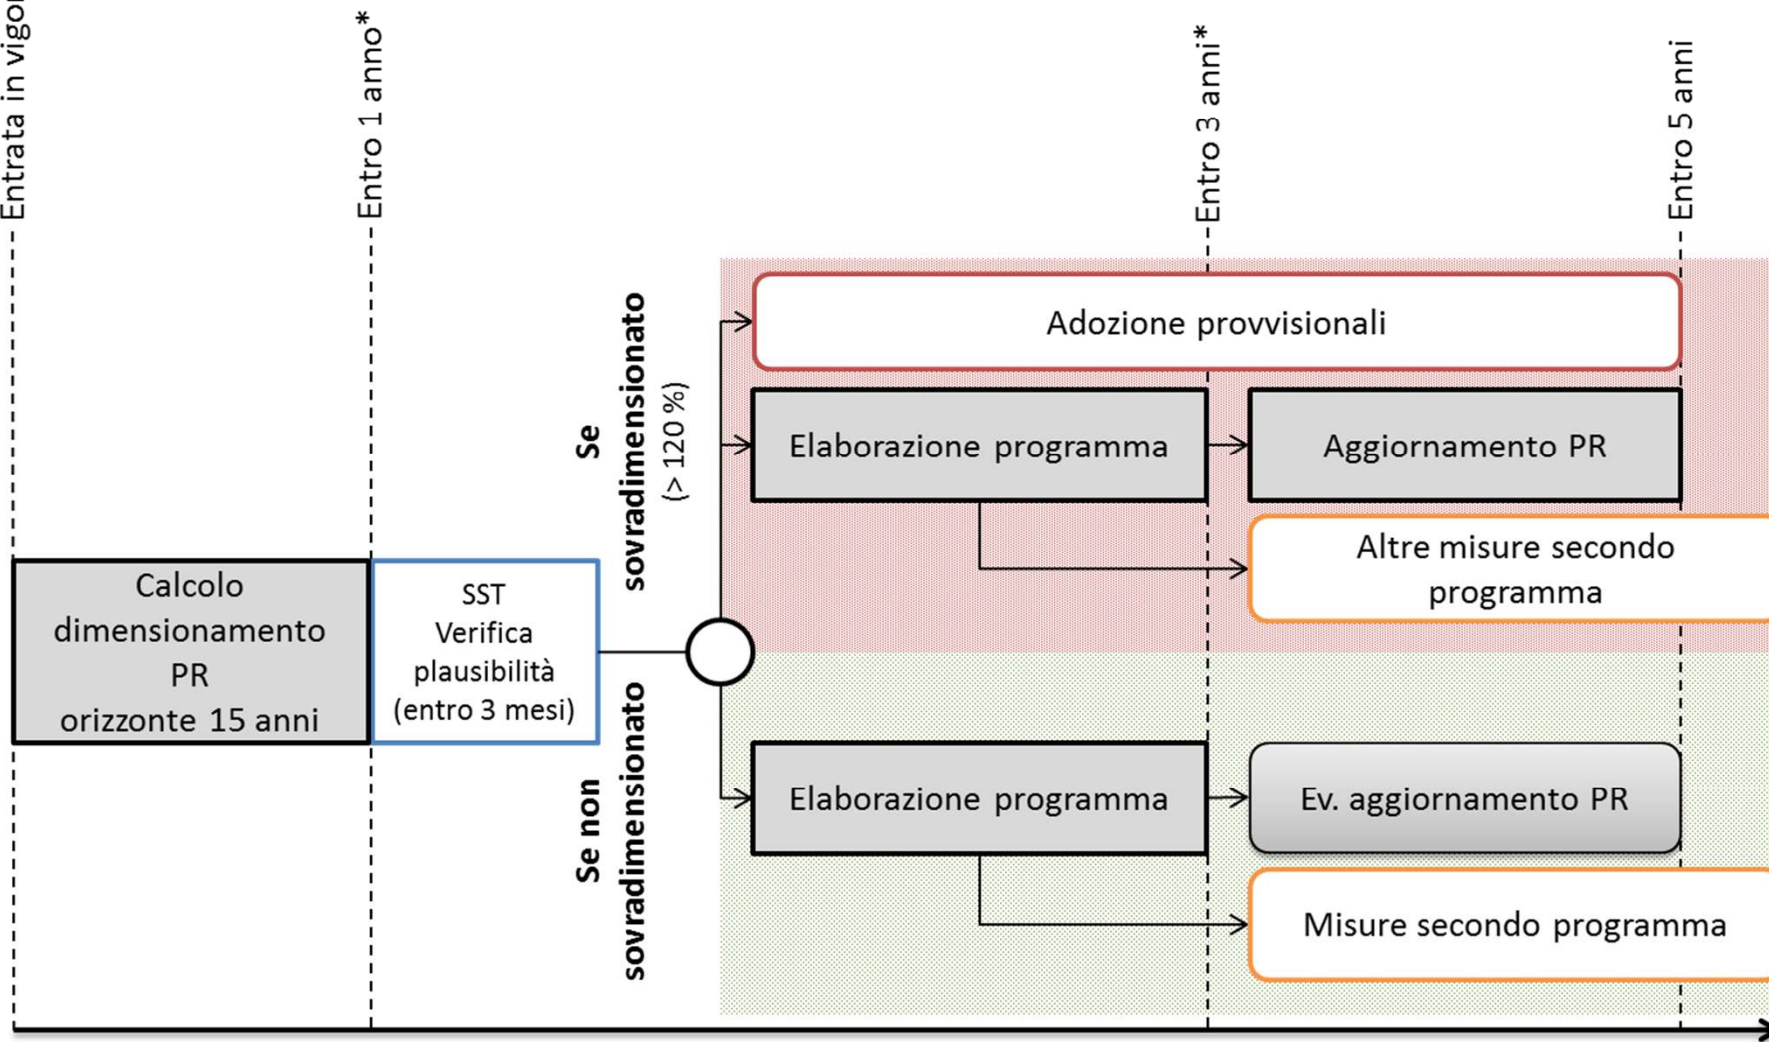 Entrata in
Entro 1 anno*
Entro 3 anni*
Entro 5 anni
Se
sovradimensionato
(> 120 %)
Adozione provvisionali
Elaborazione programma
Aggiornamento PR
Altre misure secondo
programma
Calcolo
dimensionamento
PR
orizzonte 15 anni
SST
Verifica
plausibilità
(entro 3 mesi)
Se non
sovradimensionato
Elaborazione programma
Ev. aggiornamento PR
Misure secondo programma